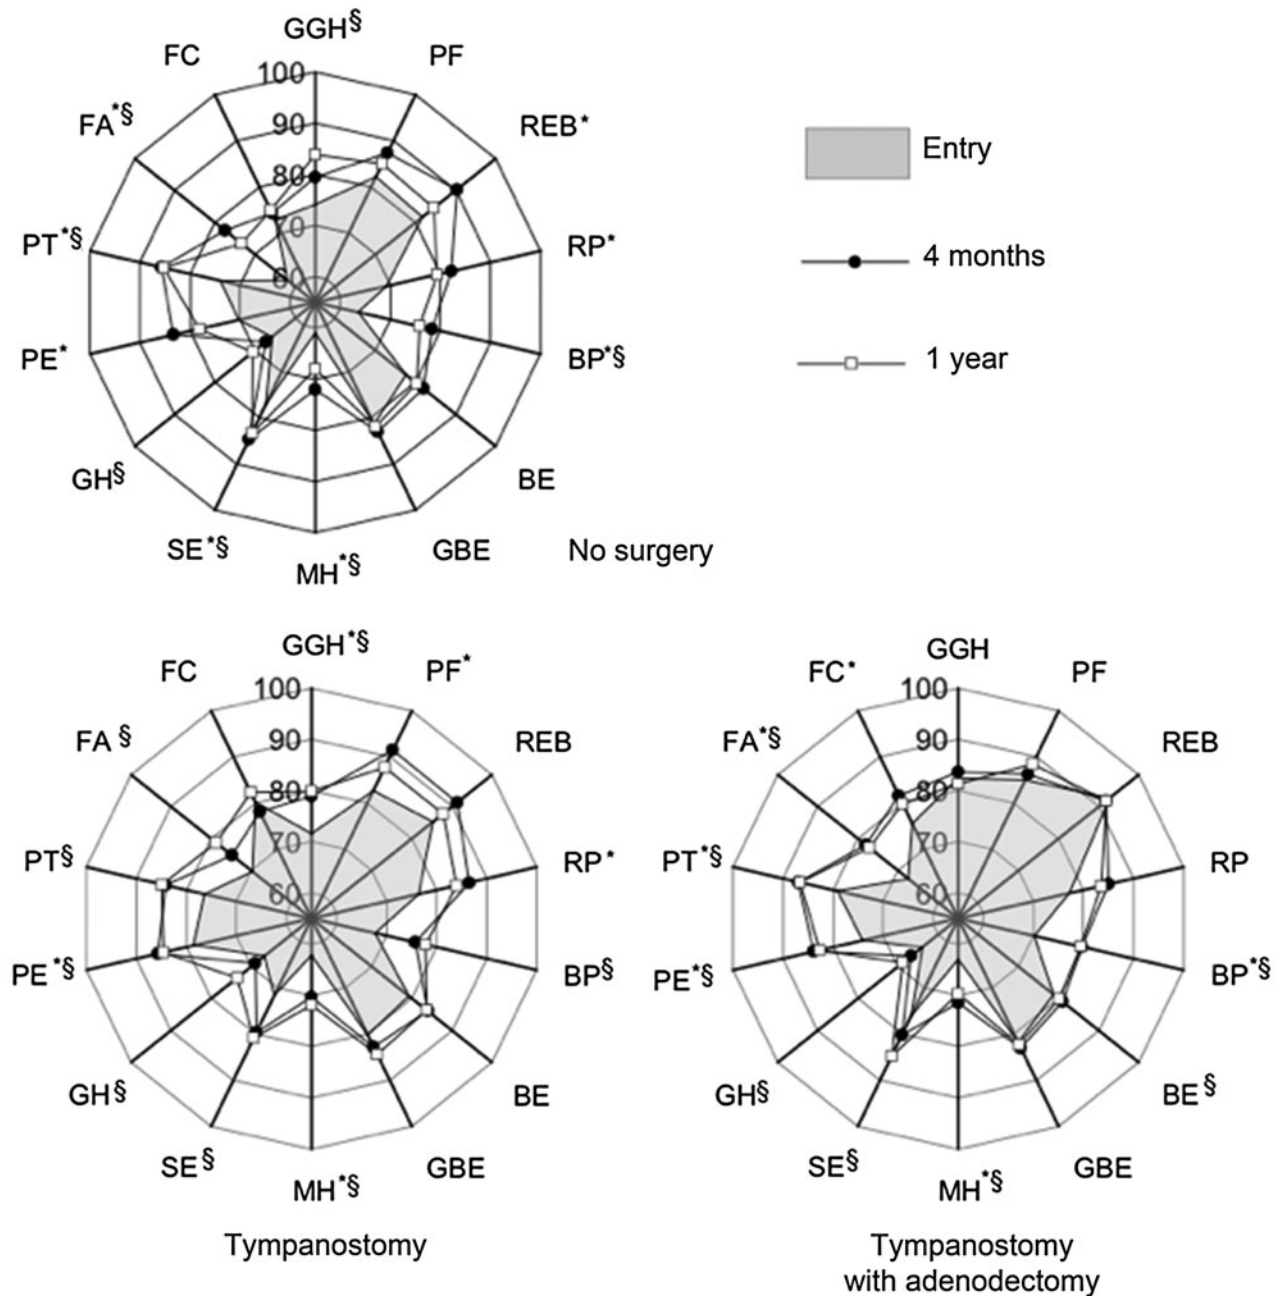 GGH§
FC
PF
100
FA*§
REB*
90
Entry
80
PT*§
RP*
70
4 months
60
PE*
BP*§
1 year
GH§
BE
SE*§
GBE
No surgery
MH*§
GGH*§
FC
PF*
100
FA §
REB
90
80
PT§
RP*
70
60
PE*§
BP§
GH§
BE
SE§
GBE
MH*§
Tympanostomy
GGH
FC*
PF
100
FA*§
REB
90
80
PT*§
RP
70
60
PE*§
BP*§
GH§
BE §
SE§
GBE
MH*§
Tympanostomy
with adenodectomy